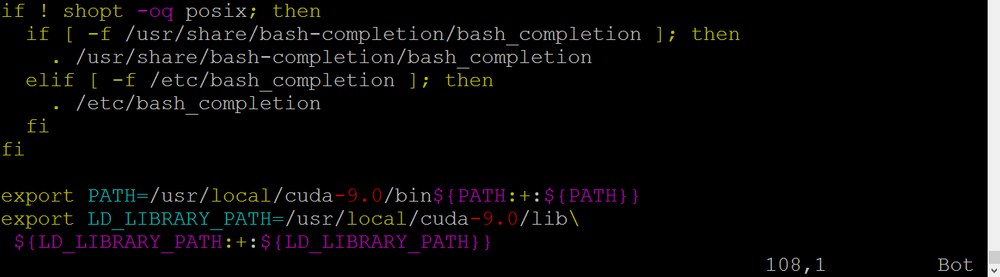 if ! shopt -oq posix; then
  if [ -f /usr/share/bash-completion/bash_completion ]; then
    . /usr/share/bash-completion/bash_completion
  elif [ -f /etc/bash_completion ]; then
    . /etc/bash_completion
  fi
fi

export PATH=/usr/local/cuda-9.0/bin${PATH:+:${PATH}}
export LD_LIBRARY_PATH=/usr/local/cuda-9.0/lib\
 ${LD_LIBRARY_PATH:+:${LD_LIBRARY_PATH}}
108,1 Bot